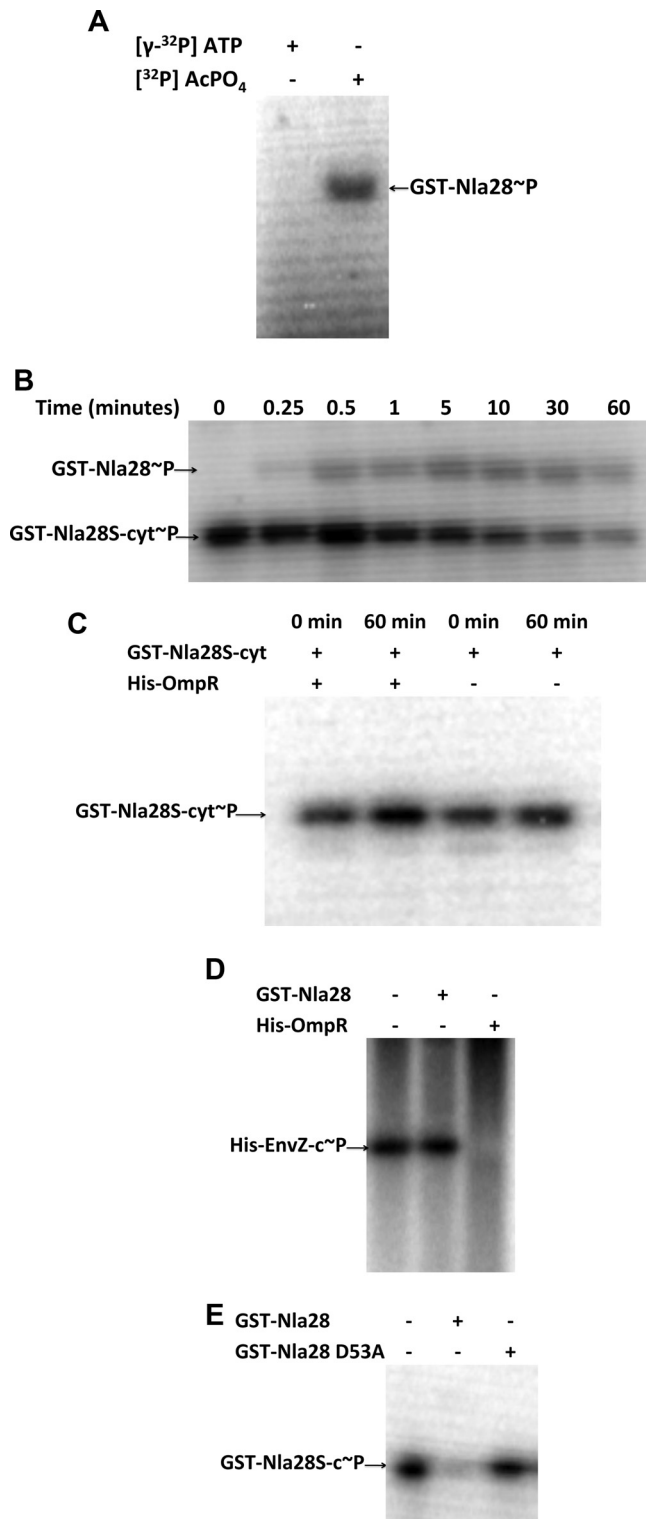 A
[γ-³²P] ATP + -
[³²P] AcPO₄ - +
←GST-Nla28~P
B
Time (minutes) 0 0.25 0.5 1 5 10 30 60
GST-Nla28~P→
GST-Nla28S-cyt~P→
C
0 min 60 min 0 min 60 min
GST-Nla28S-cyt + + + +
His-OmpR + + - -
GST-Nla28S-cyt~P→
D
GST-Nla28 - + -
His-OmpR - - +
His-EnvZ-c~P→
E
GST-Nla28 - + -
GST-Nla28 D53A - - +
GST-Nla28S-c~P→